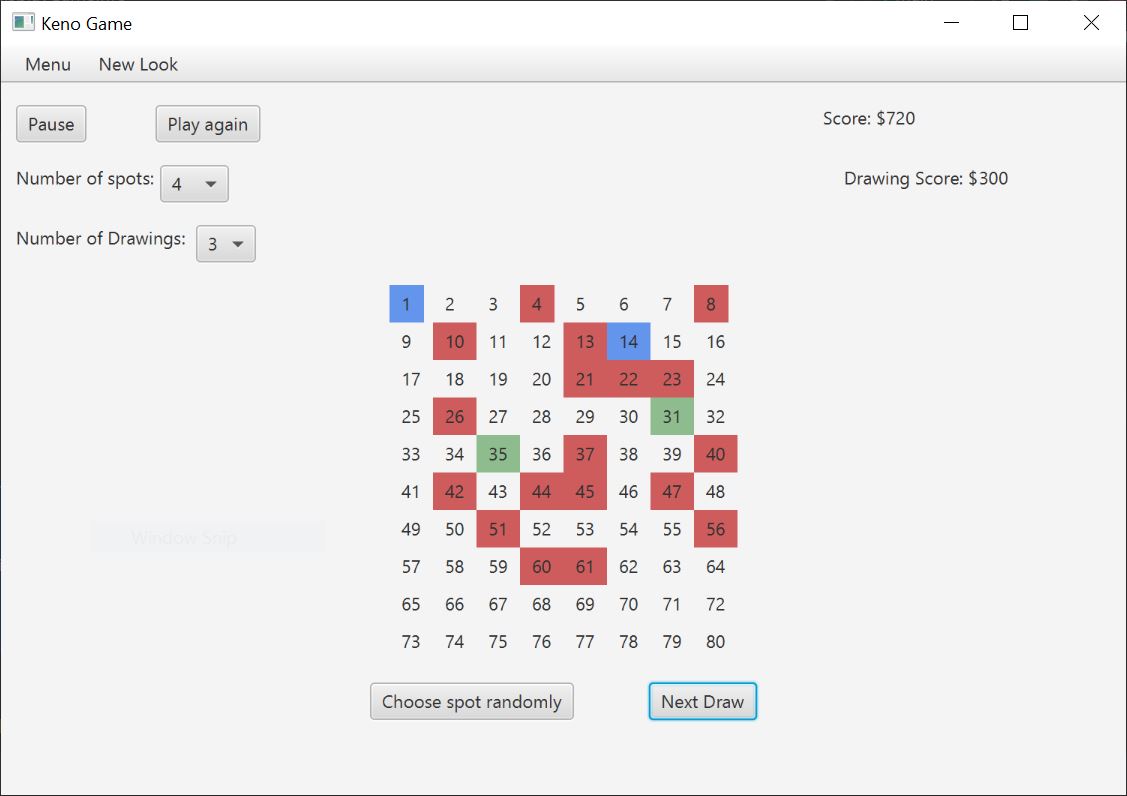 Keno Game
Menu New Look
Pause Play again Score: $720
Number of spots: 4 Drawing Score: $300
Number of Drawings: 3
1 2 3 4 5 6 7 8
9 10 11 12 13 14 15 16
17 18 19 20 21 22 23 24
25 26 27 28 29 30 31 32
33 34 35 36 37 38 39 40
41 42 43 44 45 46 47 48
49 50 51 52 53 54 55 56
Window Snip
57 58 59 60 61 62 63 64
65 66 67 68 69 70 71 72
73 74 75 76 77 78 79 80
Choose spot randomly Next Draw